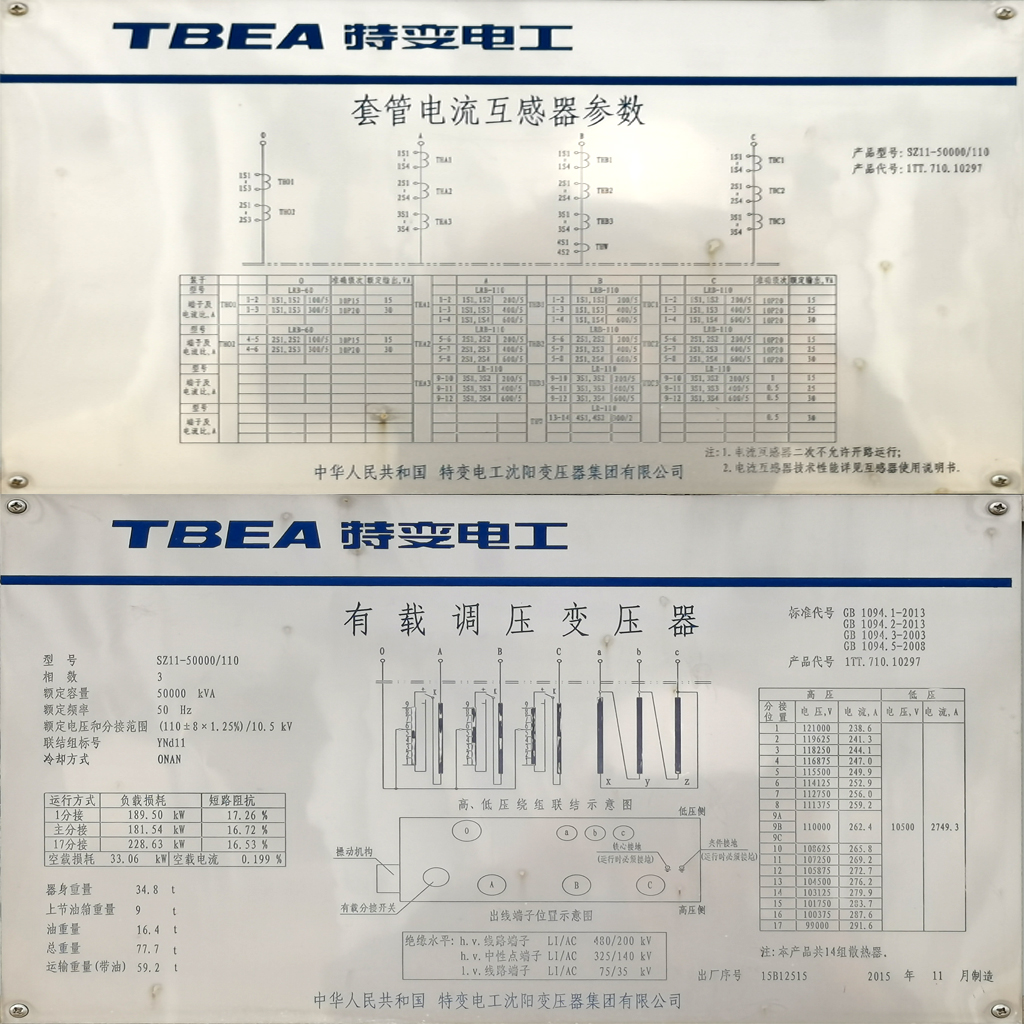 TBEA 特变电工
套管电流互感器参数
产品型号: SZ11-50000/110
产品代号: 1TT.710.10297
O A B C
1S1 1S3 THO1
2S1 2S3 THO2
1S1 1S4 THA1
2S1 2S4 THA2
3S1 3S4 THA3
1S1 1S4 THB1
2S1 2S4 THB2
3S1 3S4 THB3
4S1 4S2 THW
1S1 1S4 THC1
2S1 2S4 THC2
3S1 3S4 THC3
O 准确级次 额定输出,VA A B C 准确级次 额定输出,VA
型号 LRB-60 LRB-110 LRB-110 LRB-110
端子及电流比,A
1-2 1S1,1S2 100/5 10P15 15 1-2 1S1,1S2 200/5 1-2 1S1,1S2 200/5 1-2 1S1,1S2 200/5 10P20 15
1-3 1S1,1S3 300/5 10P20 30 1-3 1S1,1S3 400/5 1-3 1S1,1S3 400/5 1-3 1S1,1S3 400/5 10P20 25
1-4 1S1,1S4 600/5 1-4 1S1,1S4 600/5 1-4 1S1,1S4 600/5 10P20 30
型号 LRB-60 LRB-110 LRB-110 LRB-110
端子及电流比,A
4-5 2S1,2S2 100/5 10P15 15 5-6 2S1,2S2 200/5 5-6 2S1,2S2 200/5 5-6 2S1,2S2 200/5 10P20 15
4-6 2S1,2S3 300/5 10P20 30 5-7 2S1,2S3 400/5 5-7 2S1,2S3 400/5 5-7 2S1,2S3 400/5 10P20 25
5-8 2S1,2S4 600/5 5-8 2S1,2S4 600/5 5-8 2S1,2S4 600/5 10P20 30
型号 LR-110 LR-110 LR-110
端子及电流比,A
9-10 3S1,3S2 200/5 9-10 3S1,3S2 200/5 9-10 3S1,3S2 200/5 15
9-11 3S1,3S3 400/5 9-11 3S1,3S3 400/5 9-11 3S1,3S3 400/5 0.5 25
9-12 3S1,3S4 600/5 9-12 3S1,3S4 600/5 9-12 3S1,3S4 600/5 0.5 30
型号 LR-110
端子及电流比,A
13-14 4S1,4S2 0.5 30
注: 1. 电流互感器二次不允许开路运行;
2. 电流互感器技术性能详见互感器使用说明书.
中华人民共和国 特变电工沈阳变压器集团有限公司
TBEA 特变电工
有载调压变压器
标准代号 GB 1094.1-2013
GB 1094.2-2013
GB 1094.3-2003
GB 1094.5-2008
产品代号 1TT.710.10297
型 号 SZ11-50000/110
相 数 3
额定容量 50000 kVA
额定频率 50 Hz
额定电压和分接范围 (110±8×1.25%)/10.5 kV
联结组标号 YNd11
冷却方式 ONAN
运行方式 负载损耗 短路阻抗
1分接 189.50 kW 17.26 %
主分接 181.54 kW 16.72 %
17分接 228.63 kW 16.53 %
空载损耗 33.06 kW 空载电流 0.199 %
器身重量 34.8 t
上节油箱重量 9 t
油重量 16.4 t
总重量 77.7 t
运输重量(带油) 59.2 t
O A B C a b c
x y z
高、低压绕组联结示意图
低压侧
O a b c
铁心接地
(运行时必须接地)
夹件接地
(运行时必须接地)
操动机构
A B C
有载分接开关
高压侧
出线端子位置示意图
绝缘水平: h.v.线路端子 LI/AC 480/200 kV
h.v.中性点端子 LI/AC 325/140 kV
l.v.线路端子 LI/AC 75/35 kV
高 压 低 压
分接位置 电压,V 电流,A 电压,V 电流,A
1 121000 238.6
2 119625 241.3
3 118250 244.1
4 116875 247.0
5 115500 249.9
6 114125 252.9
7 112750 256.0
8 111375 259.2
9A
9B 110000 262.4 10500 2749.3
9C
10 108625 265.8
11 107250 269.2
12 105875 272.7
13 104500 276.2
14 103125 279.9
15 101750 283.7
16 100375 287.6
17 99000 291.6
注: 本产品共14组散热器.
出厂序号 15B12515 2015 年 11 月制造
中华人民共和国 特变电工沈阳变压器集团有限公司